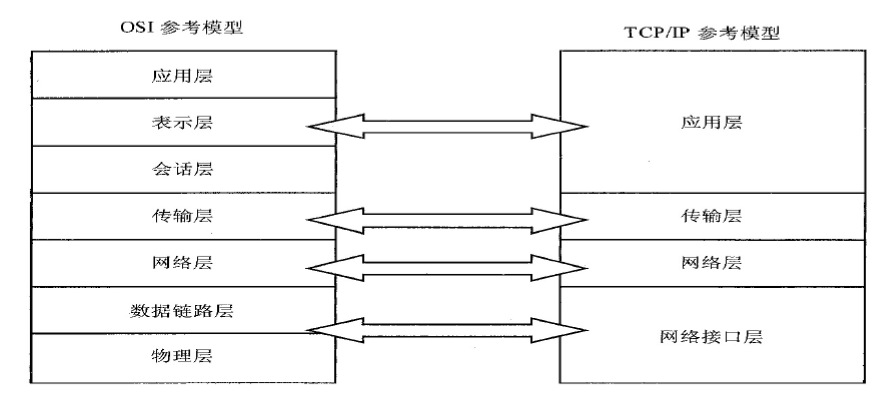 OSI 参考模型
TCP/IP 参考模型
应用层
表示层
会话层
传输层
网络层
数据链路层
物理层
应用层
传输层
网络层
网络接口层